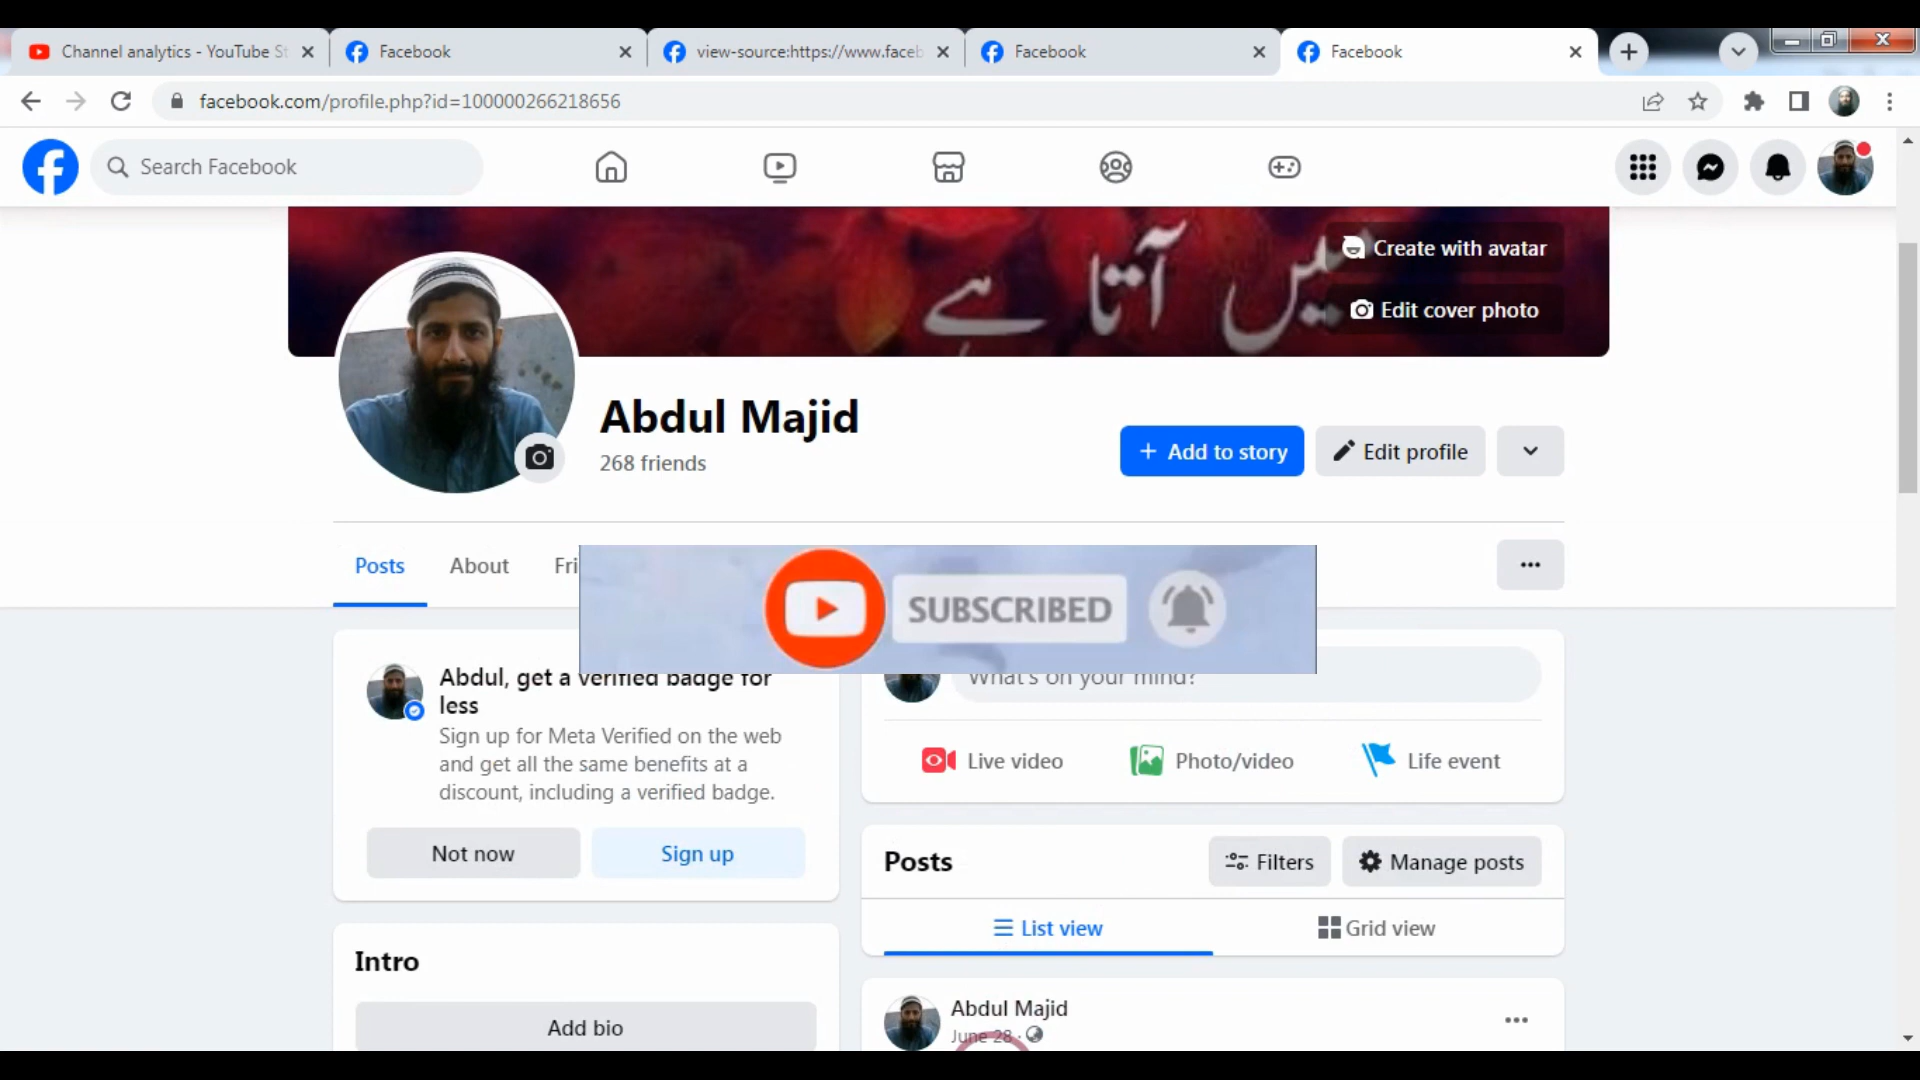 Channel analytics - YouTube St
Facebook
view-source:https://www.faceb
Facebook
Facebook
facebook.com/profile.php?id=100000266218656
Search Facebook
میں آتا ہے
Create with avatar
Edit cover photo
Abdul Majid
268 friends
+ Add to story
Edit profile
Posts
About
Fri
SUBSCRIBED
Abdul, get a verified badge for
less
Sign up for Meta Verified on the web
and get all the same benefits at a
discount, including a verified badge.
Not now
Sign up
Intro
Add bio
What's on your mind?
Live video
Photo/video
Life event
Posts
Filters
Manage posts
List view
Grid view
Abdul Majid
June 28 ·